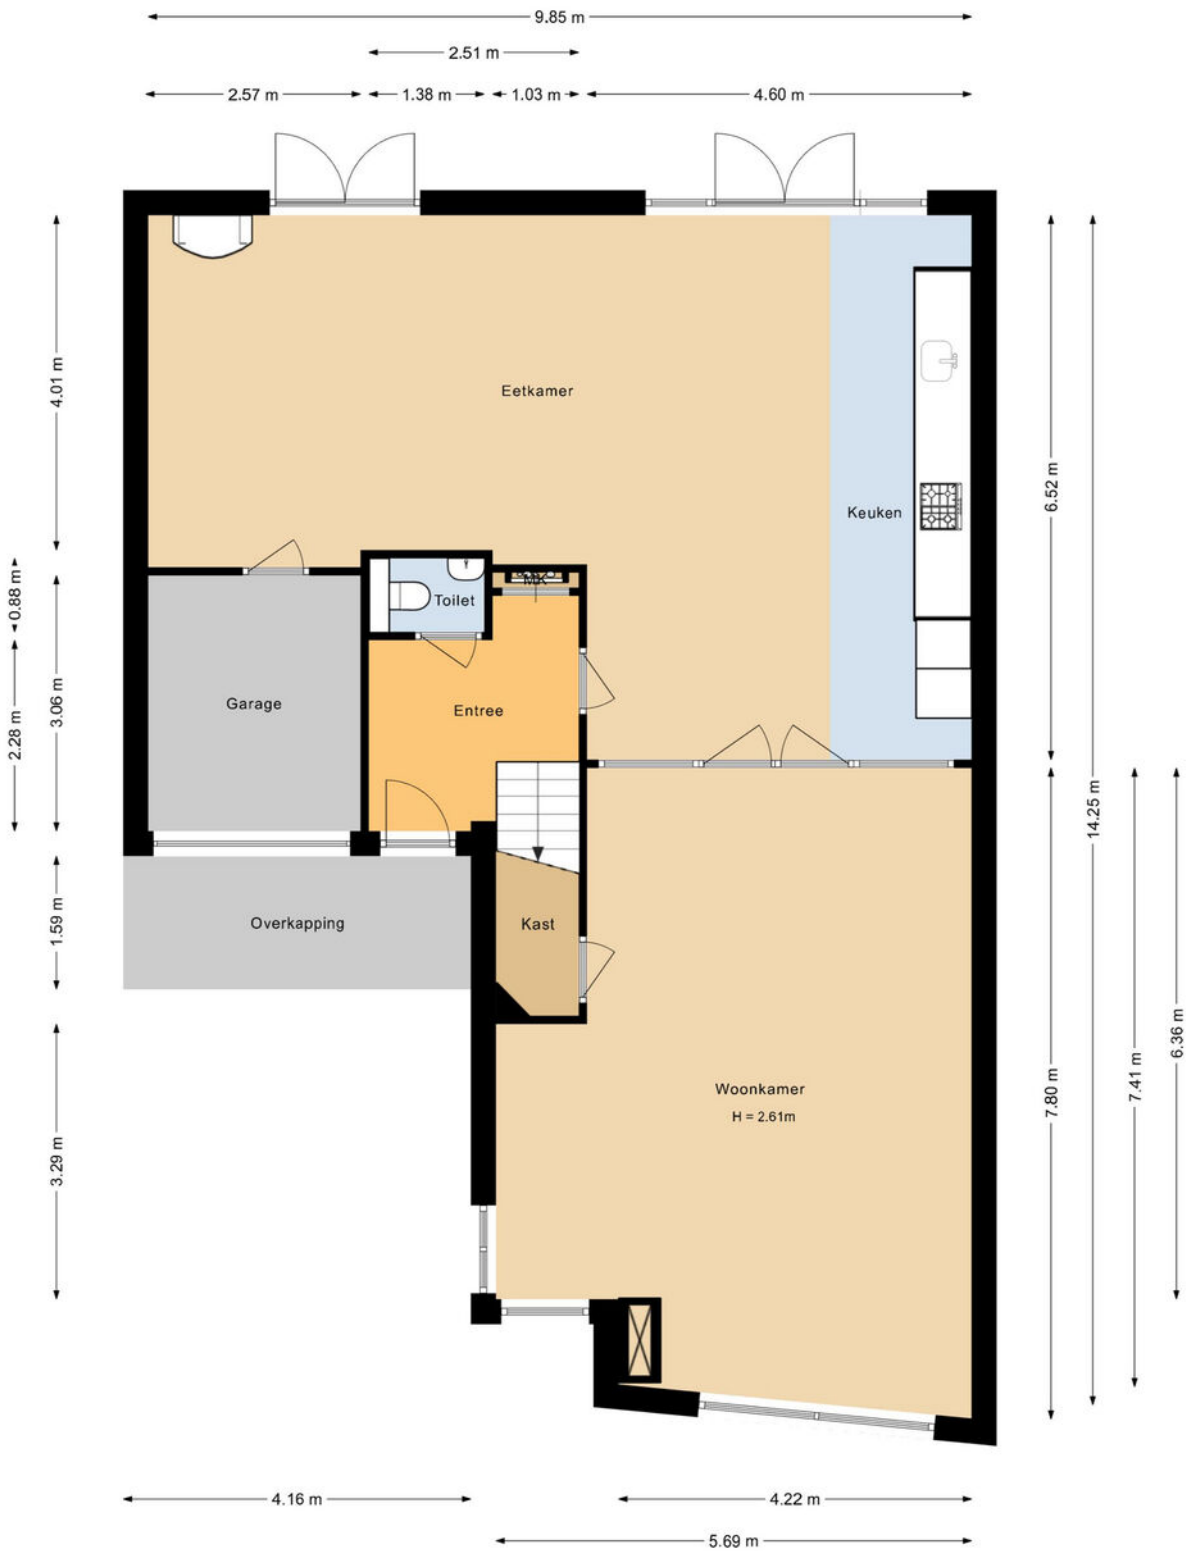 9.85 m
2.51 m
2.57 m
1.38 m
1.03 m
4.60 m
4.01 m
Eetkamer
6.52 m
Keuken
0.88 m
MK
Toilet
Garage
Entree
3.06 m
2.28 m
14.25 m
1.59 m
Overkapping
Kast
6.36 m
7.41 m
7.80 m
Woonkamer
H = 2.61m
3.29 m
4.16 m
4.22 m
5.69 m